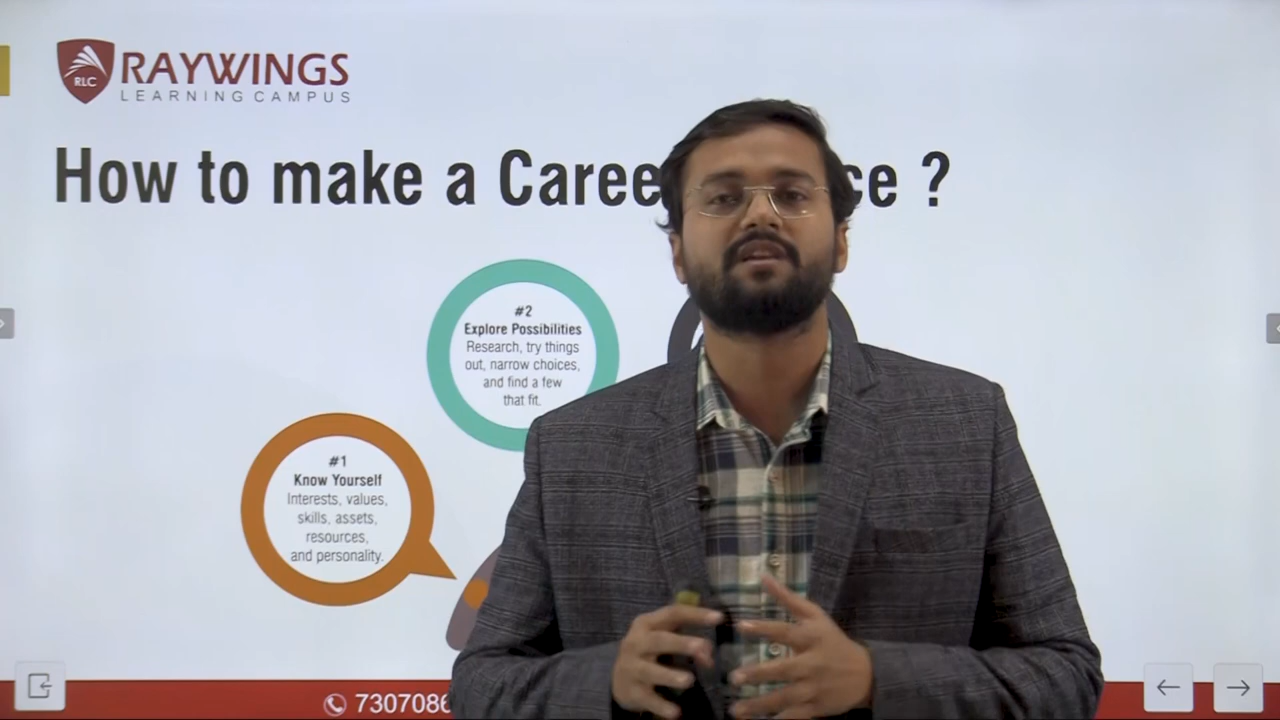 RLC
RAYWINGS
LEARNING CAMPUS
How to make a Caree ce ?
#2
Explore Possibilities
Research, try things
out, narrow choices,
and find a few
that fit.
#1
Know Yourself
Interests, values,
skills, assets,
resources,
and personality.
730708